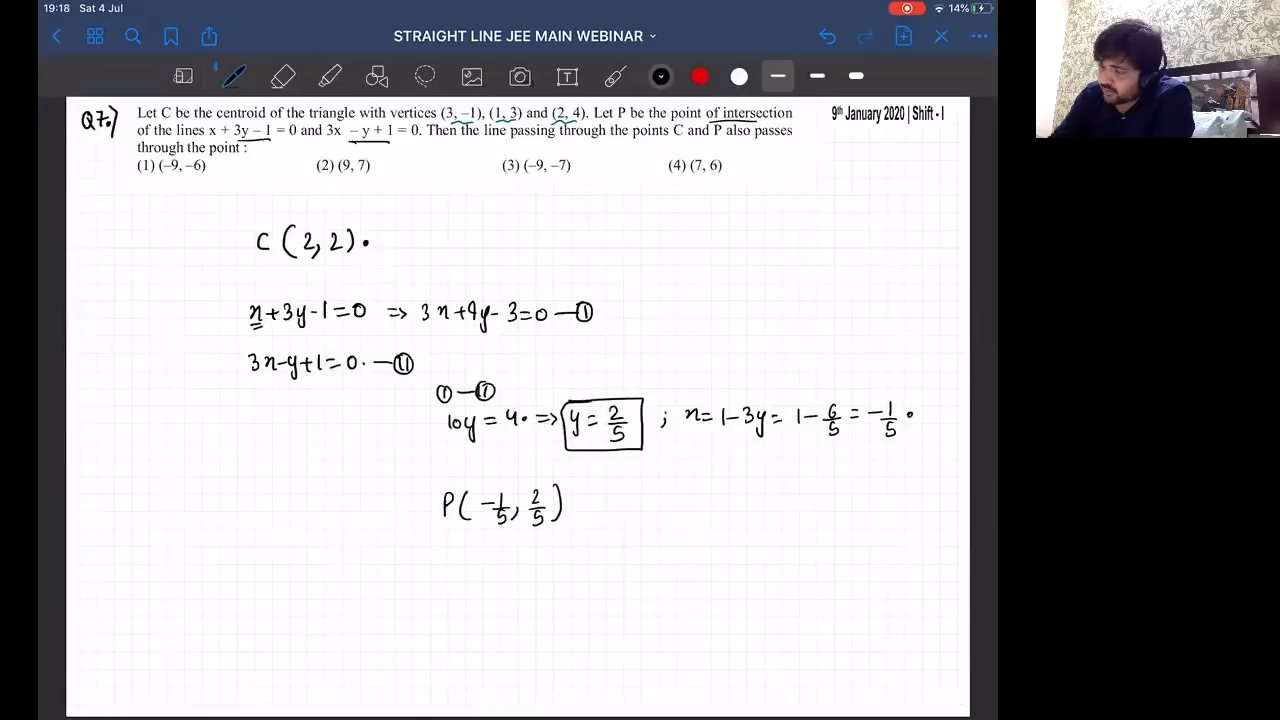 19:18 Sat 4 Jul
14%
STRAIGHT LINE JEE MAIN WEBINAR
Q7.) Let C be the centroid of the triangle with vertices (3, –1), (1, 3) and (2, 4). Let P be the point of intersection
9th January 2020 | Shift - I
of the lines x + 3y – 1 = 0 and 3x – y + 1 = 0. Then the line passing through the points C and P also passes
through the point :
(1) (–9, –6) (2) (9, 7) (3) (–9, –7) (4) (7, 6)
C (2, 2).
x+3y-1=0 => 3x+9y-3=0 —①
3x-y+1=0. —⑪
①—⑪
10y = 4. => y = 2/5 ; x = 1-3y = 1 - 6/5 = -1/5 .
P( -1/5, 2/5 )